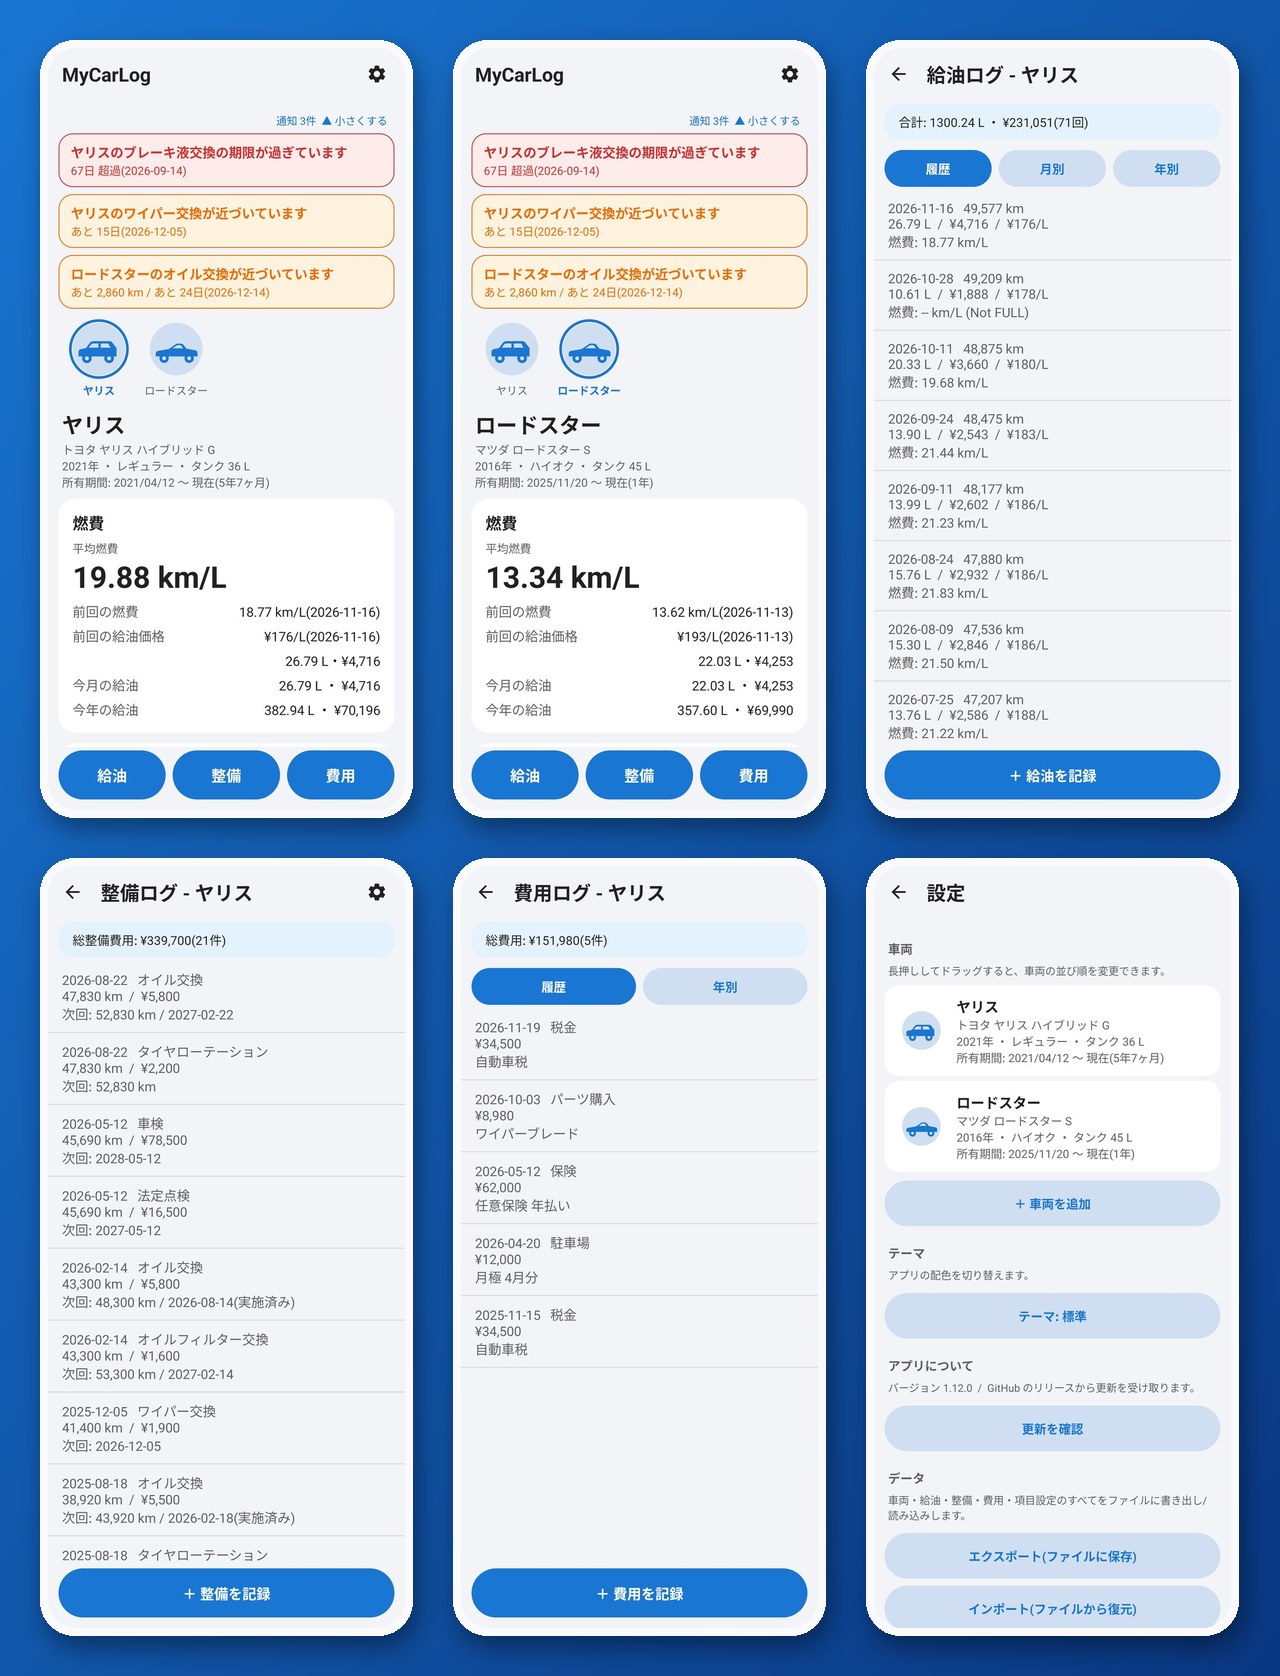 MyCarLog
通知 3件 ▲ 小さくする
ヤリスのブレーキ液交換の期限が過ぎています
67日 超過(2026-09-14)
ヤリスのワイパー交換が近づいています
あと 15日(2026-12-05)
ロードスターのオイル交換が近づいています
あと 2,860 km / あと 24日(2026-12-14)
ヤリス ロードスター
ヤリス
トヨタ ヤリス ハイブリッド G
2021年 ・ レギュラー ・ タンク 36 L
所有期間: 2021/04/12 〜 現在(5年7ヶ月)
燃費
平均燃費
19.88 km/L
前回の燃費 18.77 km/L(2026-11-16)
前回の給油価格 ¥176/L(2026-11-16)
26.79 L・¥4,716
今月の給油 26.79 L ・ ¥4,716
今年の給油 382.94 L ・ ¥70,196
給油 整備 費用
MyCarLog
通知 3件 ▲ 小さくする
ヤリスのブレーキ液交換の期限が過ぎています
67日 超過(2026-09-14)
ヤリスのワイパー交換が近づいています
あと 15日(2026-12-05)
ロードスターのオイル交換が近づいています
あと 2,860 km / あと 24日(2026-12-14)
ヤリス ロードスター
ロードスター
マツダ ロードスター S
2016年 ・ ハイオク ・ タンク 45 L
所有期間: 2025/11/20 〜 現在(1年)
燃費
平均燃費
13.34 km/L
前回の燃費 13.62 km/L(2026-11-13)
前回の給油価格 ¥193/L(2026-11-13)
22.03 L・¥4,253
今月の給油 22.03 L ・ ¥4,253
今年の給油 357.60 L ・ ¥69,990
給油 整備 費用
← 給油ログ - ヤリス
合計: 1300.24 L ・ ¥231,051(71回)
履歴 月別 年別
2026-11-16 49,577 km
26.79 L / ¥4,716 / ¥176/L
燃費: 18.77 km/L
2026-10-28 49,209 km
10.61 L / ¥1,888 / ¥178/L
燃費: -- km/L (Not FULL)
2026-10-11 48,875 km
20.33 L / ¥3,660 / ¥180/L
燃費: 19.68 km/L
2026-09-24 48,475 km
13.90 L / ¥2,543 / ¥183/L
燃費: 21.44 km/L
2026-09-11 48,177 km
13.99 L / ¥2,602 / ¥186/L
燃費: 21.23 km/L
2026-08-24 47,880 km
15.76 L / ¥2,932 / ¥186/L
燃費: 21.83 km/L
2026-08-09 47,536 km
15.30 L / ¥2,846 / ¥186/L
燃費: 21.50 km/L
2026-07-25 47,207 km
13.76 L / ¥2,586 / ¥188/L
燃費: 21.22 km/L
＋ 給油を記録
← 整備ログ - ヤリス
総整備費用: ¥339,700(21件)
2026-08-22 オイル交換
47,830 km / ¥5,800
次回: 52,830 km / 2027-02-22
2026-08-22 タイヤローテーション
47,830 km / ¥2,200
次回: 52,830 km
2026-05-12 車検
45,690 km / ¥78,500
次回: 2028-05-12
2026-05-12 法定点検
45,690 km / ¥16,500
次回: 2027-05-12
2026-02-14 オイル交換
43,300 km / ¥5,800
次回: 48,300 km / 2026-08-14(実施済み)
2026-02-14 オイルフィルター交換
43,300 km / ¥1,600
次回: 53,300 km / 2027-02-14
2025-12-05 ワイパー交換
41,400 km / ¥1,900
次回: 2026-12-05
2025-08-18 オイル交換
38,920 km / ¥5,500
次回: 43,920 km / 2026-02-18(実施済み)
2025-08-18 タイヤローテーション
＋ 整備を記録
← 費用ログ - ヤリス
総費用: ¥151,980(5件)
履歴 年別
2026-11-19 税金
¥34,500
自動車税
2026-10-03 パーツ購入
¥8,980
ワイパーブレード
2026-05-12 保険
¥62,000
任意保険 年払い
2026-04-20 駐車場
¥12,000
月極 4月分
2025-11-15 税金
¥34,500
自動車税
＋ 費用を記録
← 設定
車両
長押ししてドラッグすると、車両の並び順を変更できます。
ヤリス
トヨタ ヤリス ハイブリッド G
2021年 ・ レギュラー ・ タンク 36 L
所有期間: 2021/04/12 〜 現在(5年7ヶ月)
ロードスター
マツダ ロードスター S
2016年 ・ ハイオク ・ タンク 45 L
所有期間: 2025/11/20 〜 現在(1年)
＋ 車両を追加
テーマ
アプリの配色を切り替えます。
テーマ: 標準
アプリについて
バージョン 1.12.0 / GitHub のリリースから更新を受け取ります。
更新を確認
データ
車両・給油・整備・費用・項目設定のすべてをファイルに書き出し/
読み込みします。
エクスポート(ファイルに保存)
インポート(ファイルから復元)